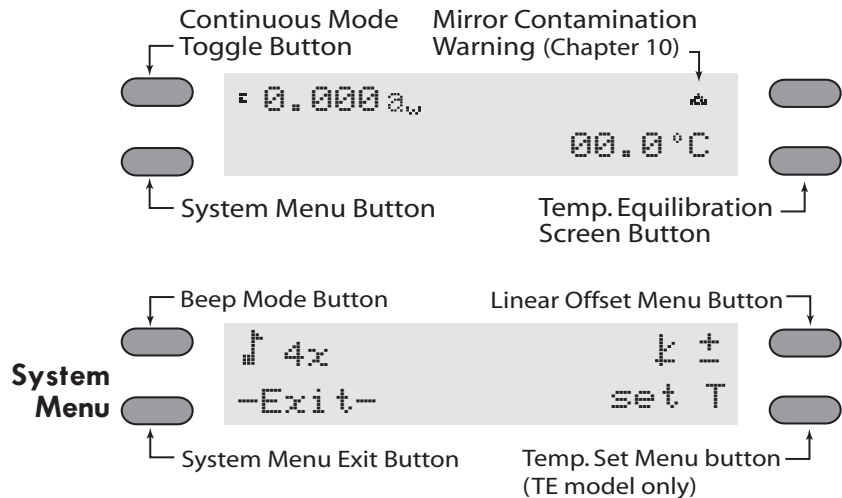 Continuous Mode
Toggle Button
Mirror Contamination
Warning (Chapter 10)
0.000aw
00.0°C
System Menu Button
Temp. Equilibration
Screen Button
Beep Mode Button
Linear Offset Menu Button
4x
±
System
Menu
-Exit-
set T
System Menu Exit Button
Temp. Set Menu button
(TE model only)